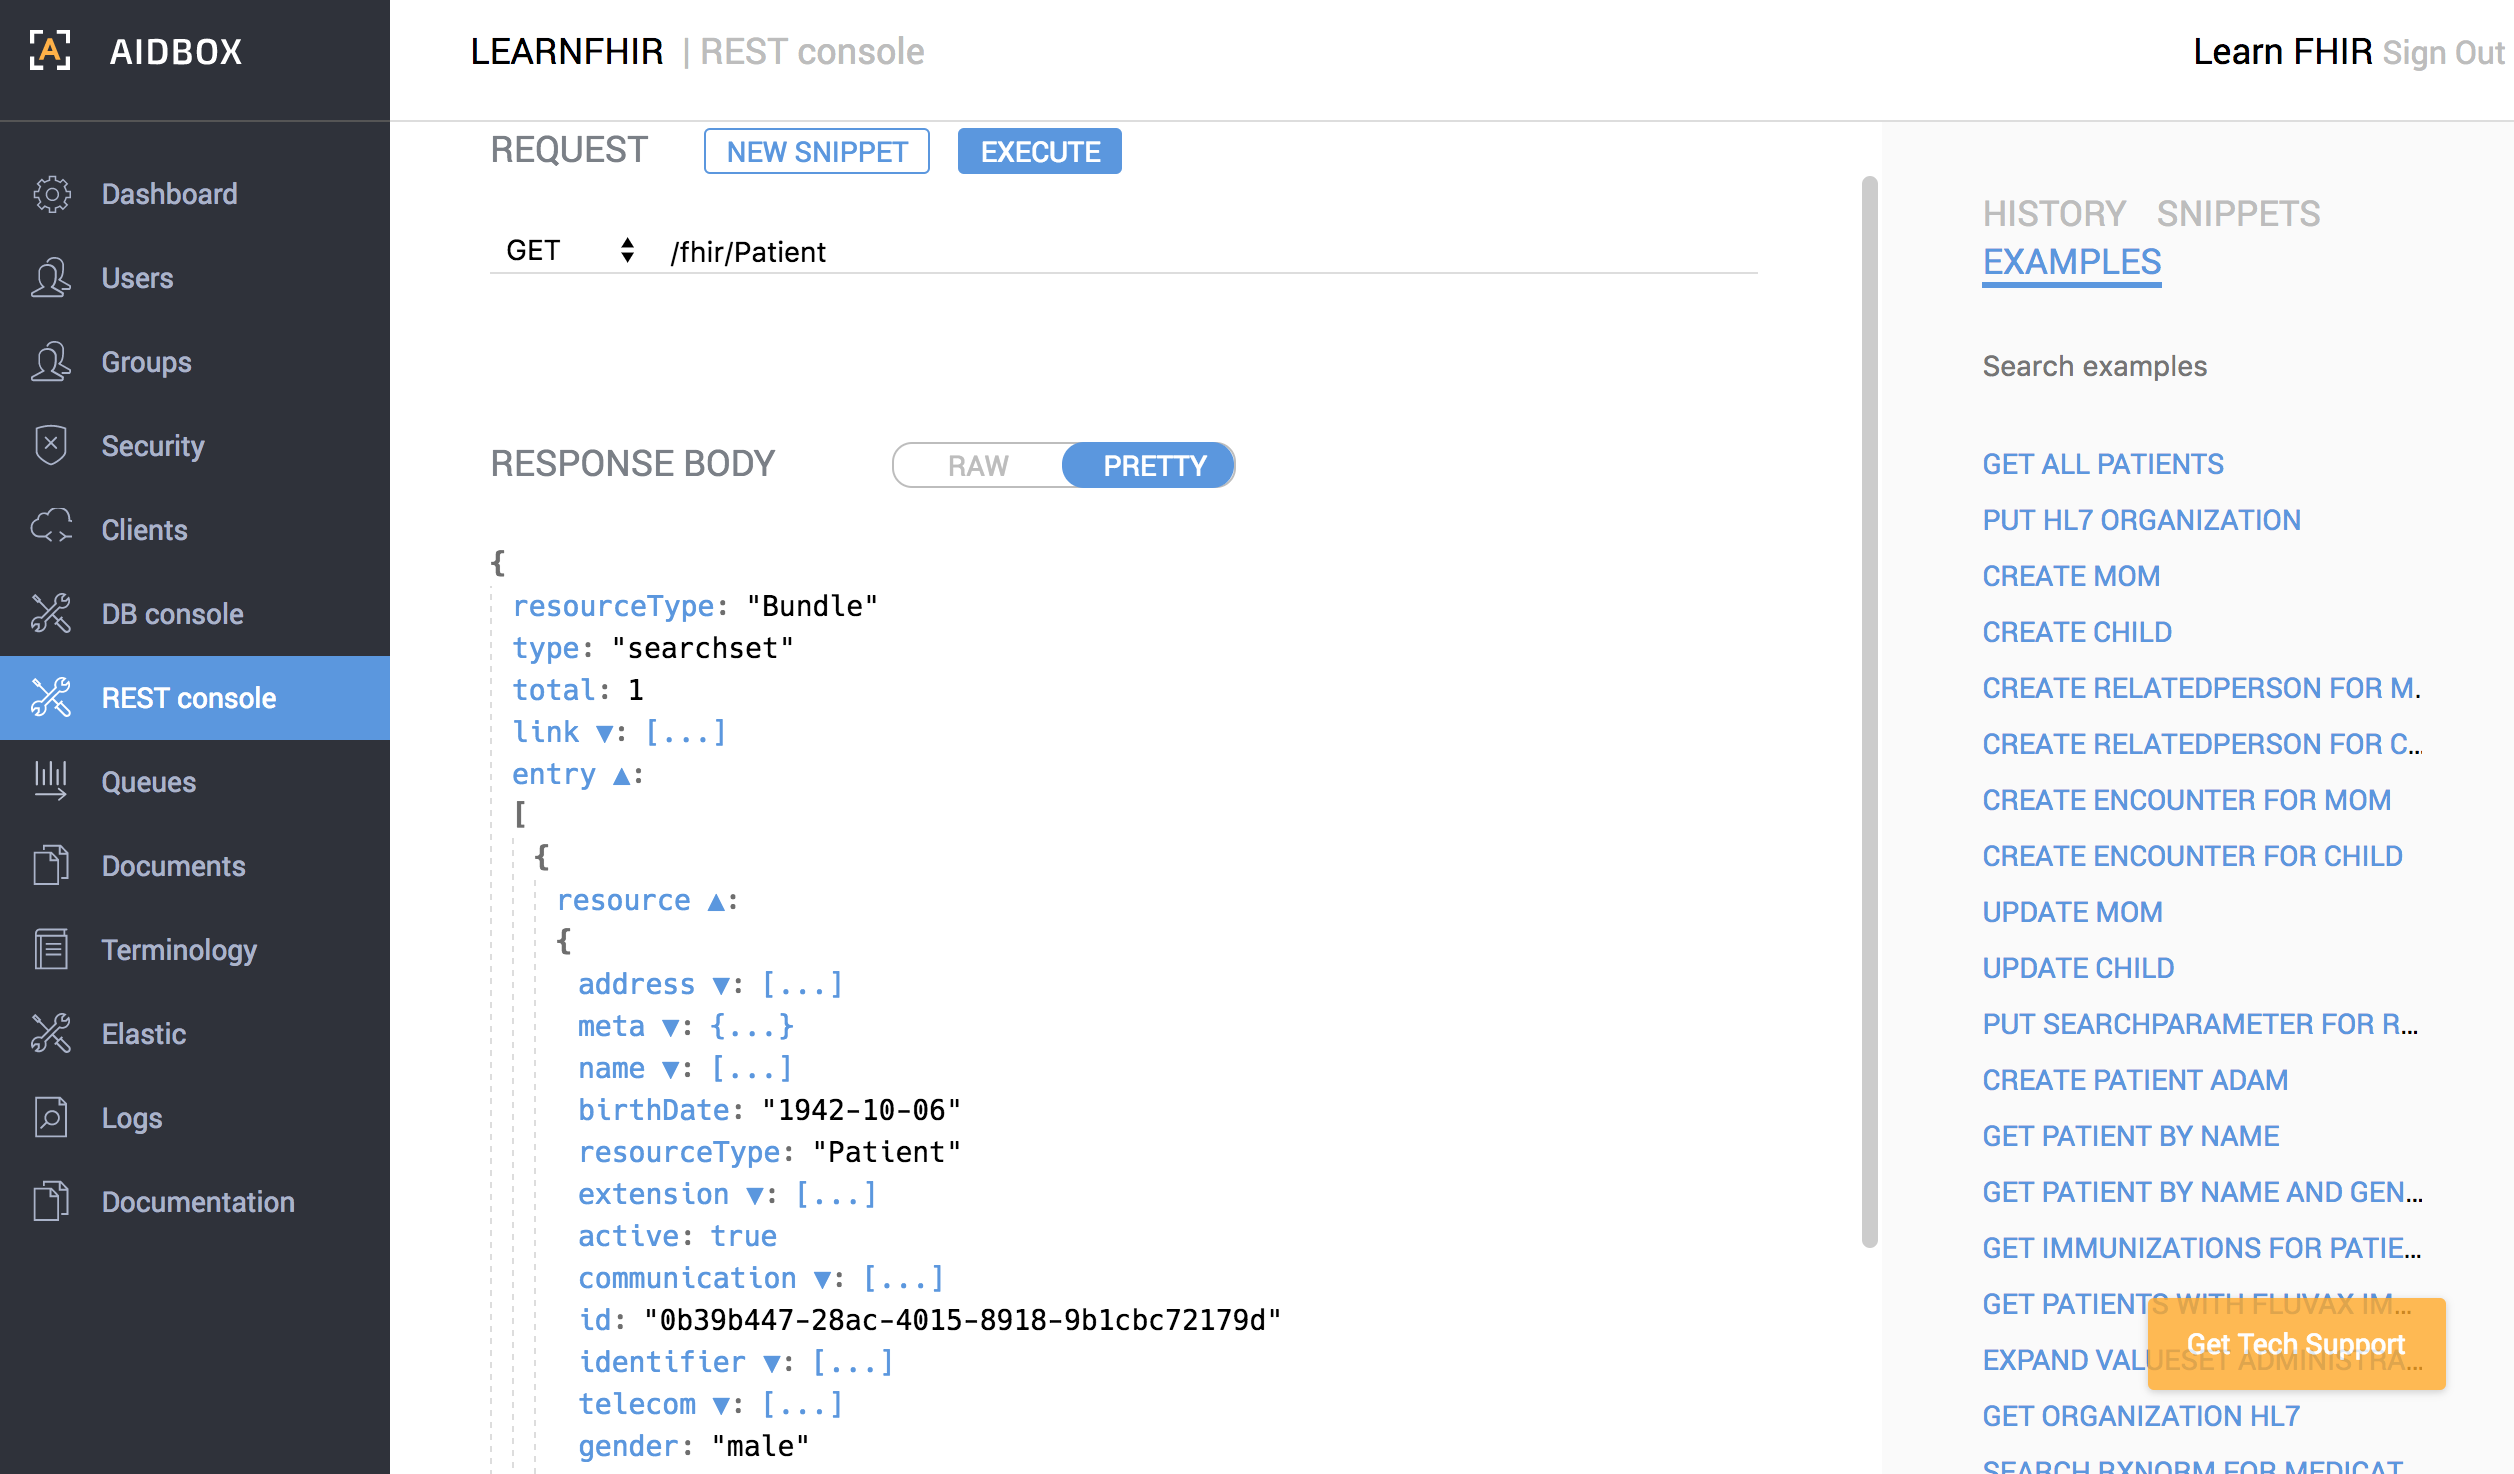 AIDBOX
LEARNFHIR | REST console
Learn FHIR Sign Out
Dashboard
Users
Groups
Security
Clients
DB console
REST console
Queues
Documents
Terminology
Elastic
Logs
Documentation
REQUEST NEW SNIPPET EXECUTE
GET /fhir/Patient
RESPONSE BODY RAW PRETTY
{
resourceType: "Bundle"
type: "searchset"
total: 1
link ▼: [...]
entry ▲:
[
{
resource ▲:
{
address ▼: [...]
meta ▼: {...}
name ▼: [...]
birthDate: "1942-10-06"
resourceType: "Patient"
extension ▼: [...]
active: true
communication ▼: [...]
id: "0b39b447-28ac-4015-8918-9b1cbc72179d"
identifier ▼: [...]
telecom ▼: [...]
gender: "male"
HISTORY SNIPPETS
EXAMPLES
Search examples
GET ALL PATIENTS
PUT HL7 ORGANIZATION
CREATE MOM
CREATE CHILD
CREATE RELATEDPERSON FOR M.
CREATE RELATEDPERSON FOR C...
CREATE ENCOUNTER FOR MOM
CREATE ENCOUNTER FOR CHILD
UPDATE MOM
UPDATE CHILD
PUT SEARCHPARAMETER FOR R...
CREATE PATIENT ADAM
GET PATIENT BY NAME
GET PATIENT BY NAME AND GEN...
GET IMMUNIZATIONS FOR PATIE...
GET PATIENTS WITH FLUVAX IM...
EXPAND VALUESET ADMINISTRA...
Get Tech Support
GET ORGANIZATION HL7
SEARCH RXNORM FOR MEDICAT